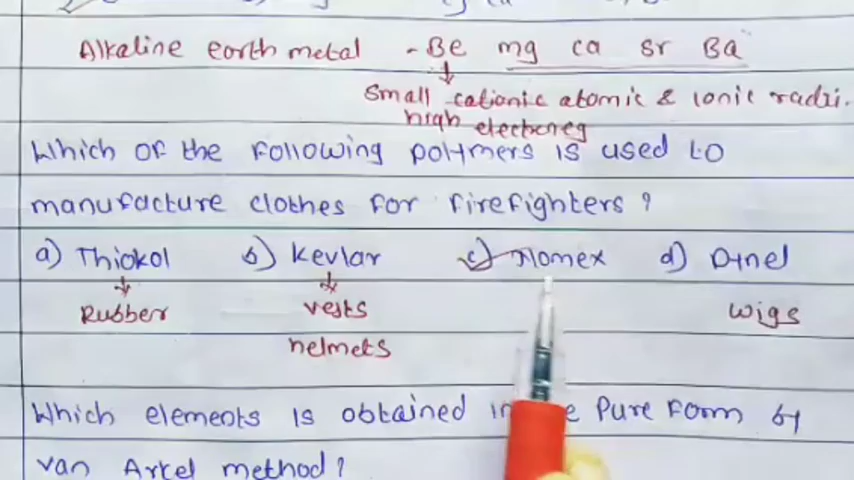 Alkaline earth metal - Be mg ca sr Ba
Small cationic atomic & ionic radii.
high electroneg
Which of the following polymers is used to
manufacture clothes for firefighters?
a) Thiokol b) Kevlar c) Nomex d) Dynel
Rubber vests wigs
helmets
Which elements is obtained in Pure Form by
van Arkel method?